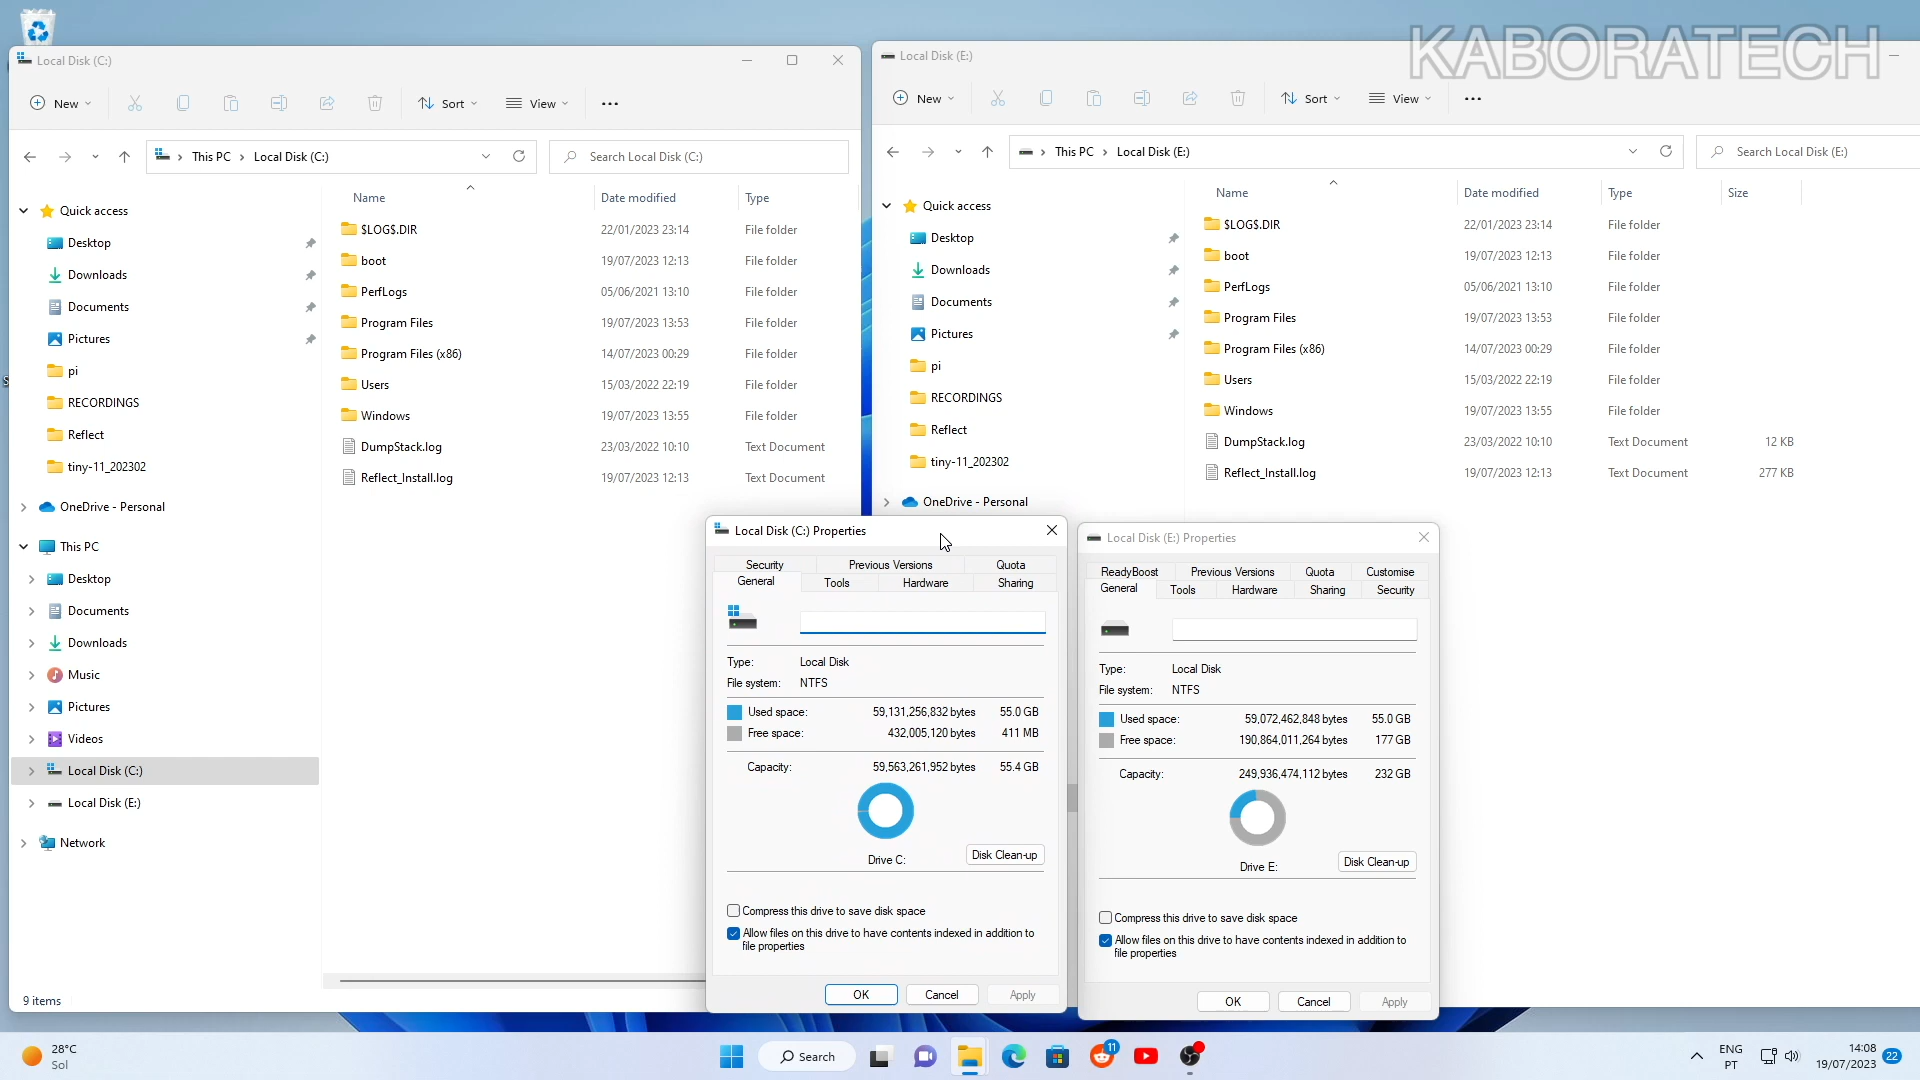 KABORATECH
Local Disk (C:)
New
Sort
View
This PC
Local Disk (C:)
Search Local Disk (C:)
Name
Date modified
Type
Quick access
Desktop
Downloads
Documents
Pictures
pi
RECORDINGS
Reflect
tiny-11_202302
OneDrive - Personal
This PC
Desktop
Documents
Downloads
Music
Pictures
Videos
Local Disk (C:)
Local Disk (E:)
Network
$LOG$.DIR 22/01/2023 23:14 File folder
boot 19/07/2023 12:13 File folder
PerfLogs 05/06/2021 13:10 File folder
Program Files 19/07/2023 13:53 File folder
Program Files (x86) 14/07/2023 00:29 File folder
Users 15/03/2022 22:19 File folder
Windows 19/07/2023 13:55 File folder
DumpStack.log 23/03/2022 10:10 Text Document
Reflect_Install.log 19/07/2023 12:13 Text Document
9 items
Local Disk (E:)
New
Sort
View
This PC
Local Disk (E:)
Search Local Disk (E:)
Name
Date modified
Type
Size
Quick access
Desktop
Downloads
Documents
Pictures
pi
RECORDINGS
Reflect
tiny-11_202302
OneDrive - Personal
$LOG$.DIR 22/01/2023 23:14 File folder
boot 19/07/2023 12:13 File folder
PerfLogs 05/06/2021 13:10 File folder
Program Files 19/07/2023 13:53 File folder
Program Files (x86) 14/07/2023 00:29 File folder
Users 15/03/2022 22:19 File folder
Windows 19/07/2023 13:55 File folder
DumpStack.log 23/03/2022 10:10 Text Document 12 KB
Reflect_Install.log 19/07/2023 12:13 Text Document 277 KB
Local Disk (C:) Properties
Security Previous Versions Quota
General Tools Hardware Sharing
Type: Local Disk
File system: NTFS
Used space: 59,131,256,832 bytes 55.0 GB
Free space: 432,005,120 bytes 411 MB
Capacity: 59,563,261,952 bytes 55.4 GB
Drive C:
Disk Clean-up
Compress this drive to save disk space
Allow files on this drive to have contents indexed in addition to
file properties
OK
Cancel
Apply
Local Disk (E:) Properties
ReadyBoost Previous Versions Quota Customise
General Tools Hardware Sharing Security
Type: Local Disk
File system: NTFS
Used space: 59,072,462,848 bytes 55.0 GB
Free space: 190,864,011,264 bytes 177 GB
Capacity: 249,936,474,112 bytes 232 GB
Drive E:
Disk Clean-up
Compress this drive to save disk space
Allow files on this drive to have contents indexed in addition to
file properties
OK
Cancel
Apply
28°C
Sol
Search
11
ENG
PT
14:08
19/07/2023
22